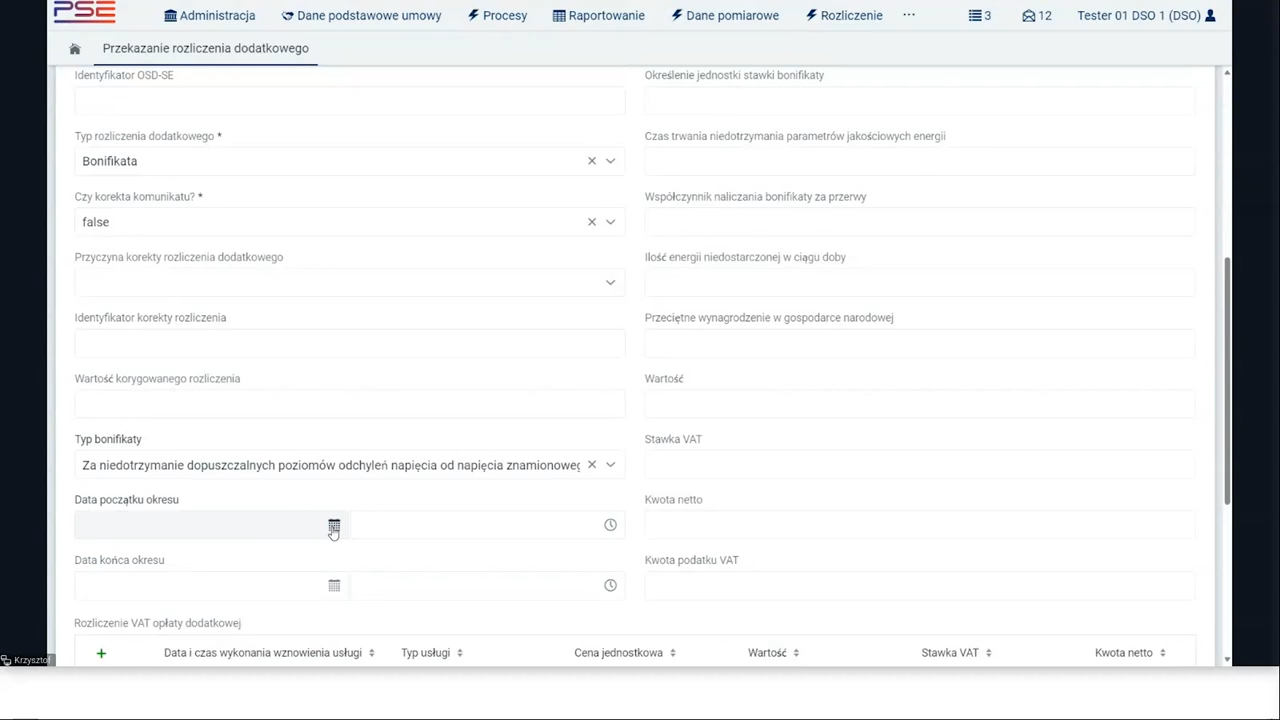 PSE
Administracja Dane podstawowe umowy Procesy Raportowanie Dane pomiarowe Rozliczenie ... 3 12 Tester 01 DSO 1 (DSO)
Przekazanie rozliczenia dodatkowego
Identyfikator OSD-SE
Określenie jednostki stawki bonifikaty
Typ rozliczenia dodatkowego *
Czas trwania niedotrzymania parametrów jakościowych energii
Bonifikata
Czy korekta komunikatu? *
Współczynnik naliczania bonifikaty za przerwy
false
Przyczyna korekty rozliczenia dodatkowego
Ilość energii niedostarczonej w ciągu doby
Identyfikator korekty rozliczenia
Przeciętne wynagrodzenie w gospodarce narodowej
Wartość korygowanego rozliczenia
Wartość
Typ bonifikaty
Stawka VAT
Za niedotrzymanie dopuszczalnych poziomów odchyleń napięcia od napięcia znamionoweg
Data początku okresu
Kwota netto
Data końca okresu
Kwota podatku VAT
Rozliczenie VAT opłaty dodatkowej
+ Data i czas wykonania wznowienia usługi Typ usługi Cena jednostkowa Wartość Stawka VAT Kwota netto
Krzysztof